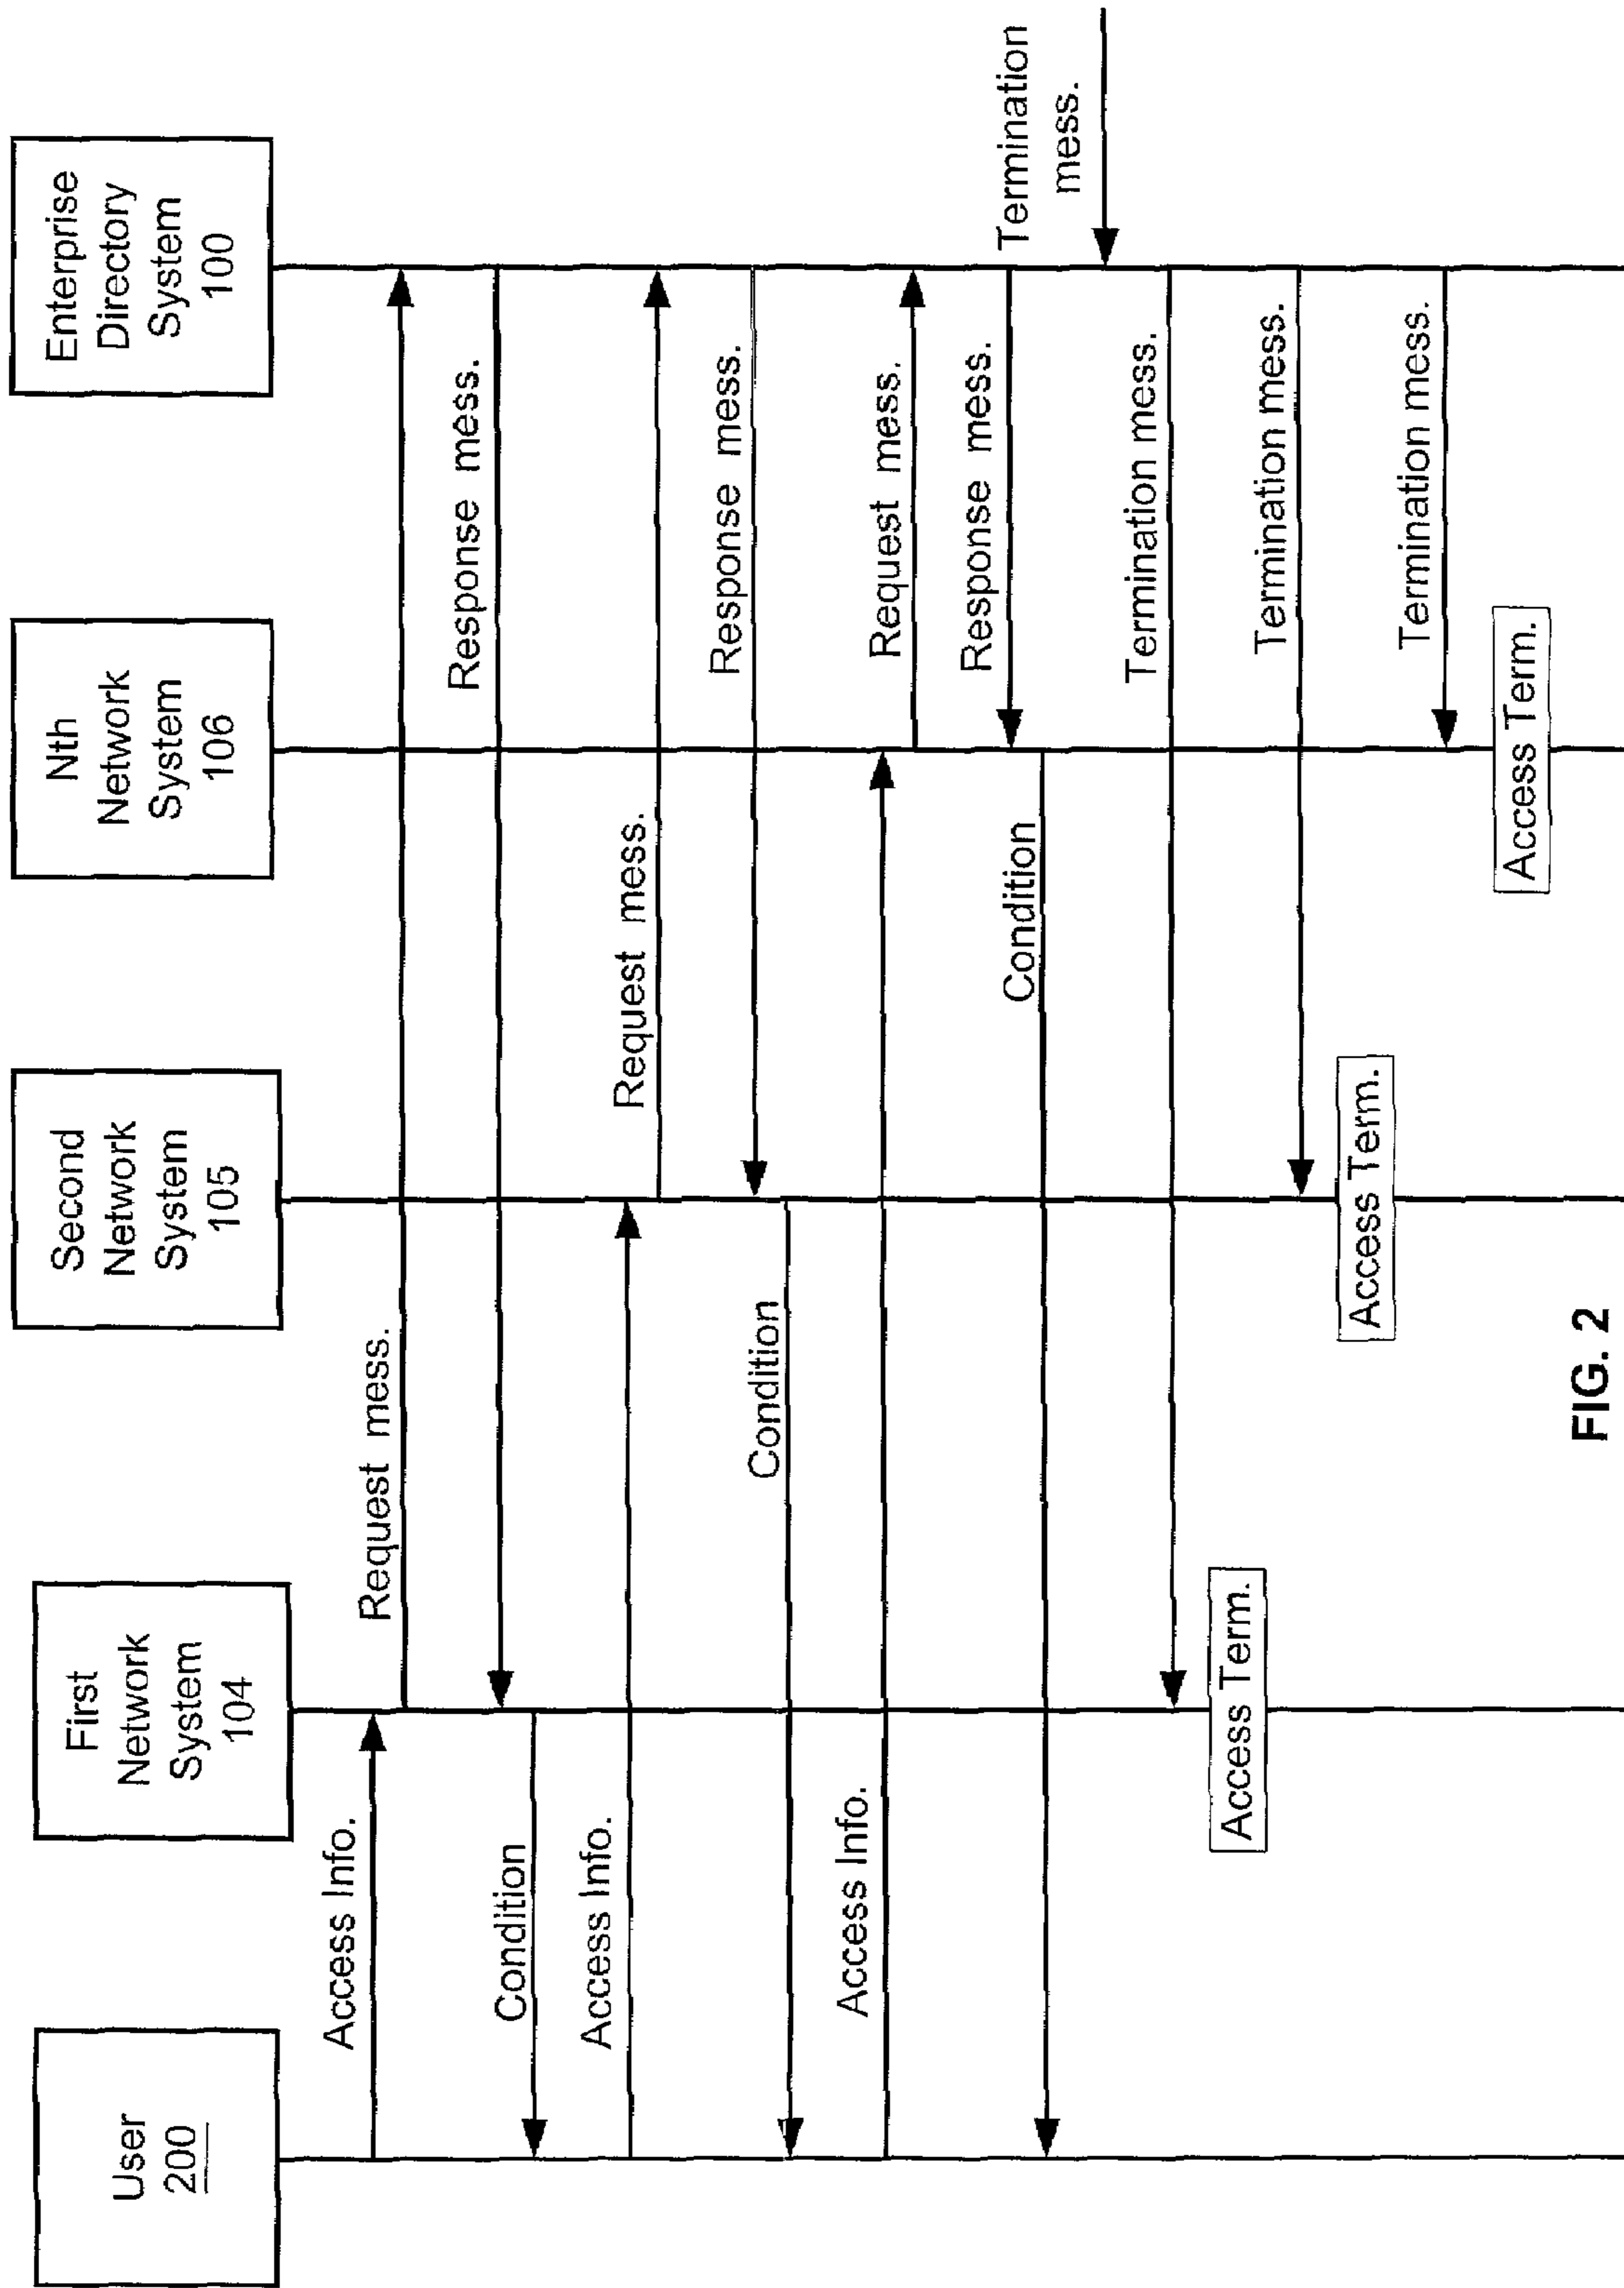 User
200
First
Network
System
104
Second
Network
System
105
Nth
Network
System
106
Enterprise
Directory
System
100
Access Info.
Request mess.
Response mess.
Condition
Access Info.
Request mess.
Response mess.
Condition
Access Info.
Request mess.
Response mess.
Condition
Termination
mess.
Termination mess.
Access Term.
Termination mess.
Access Term.
Termination mess.
Access Term.
FIG. 2